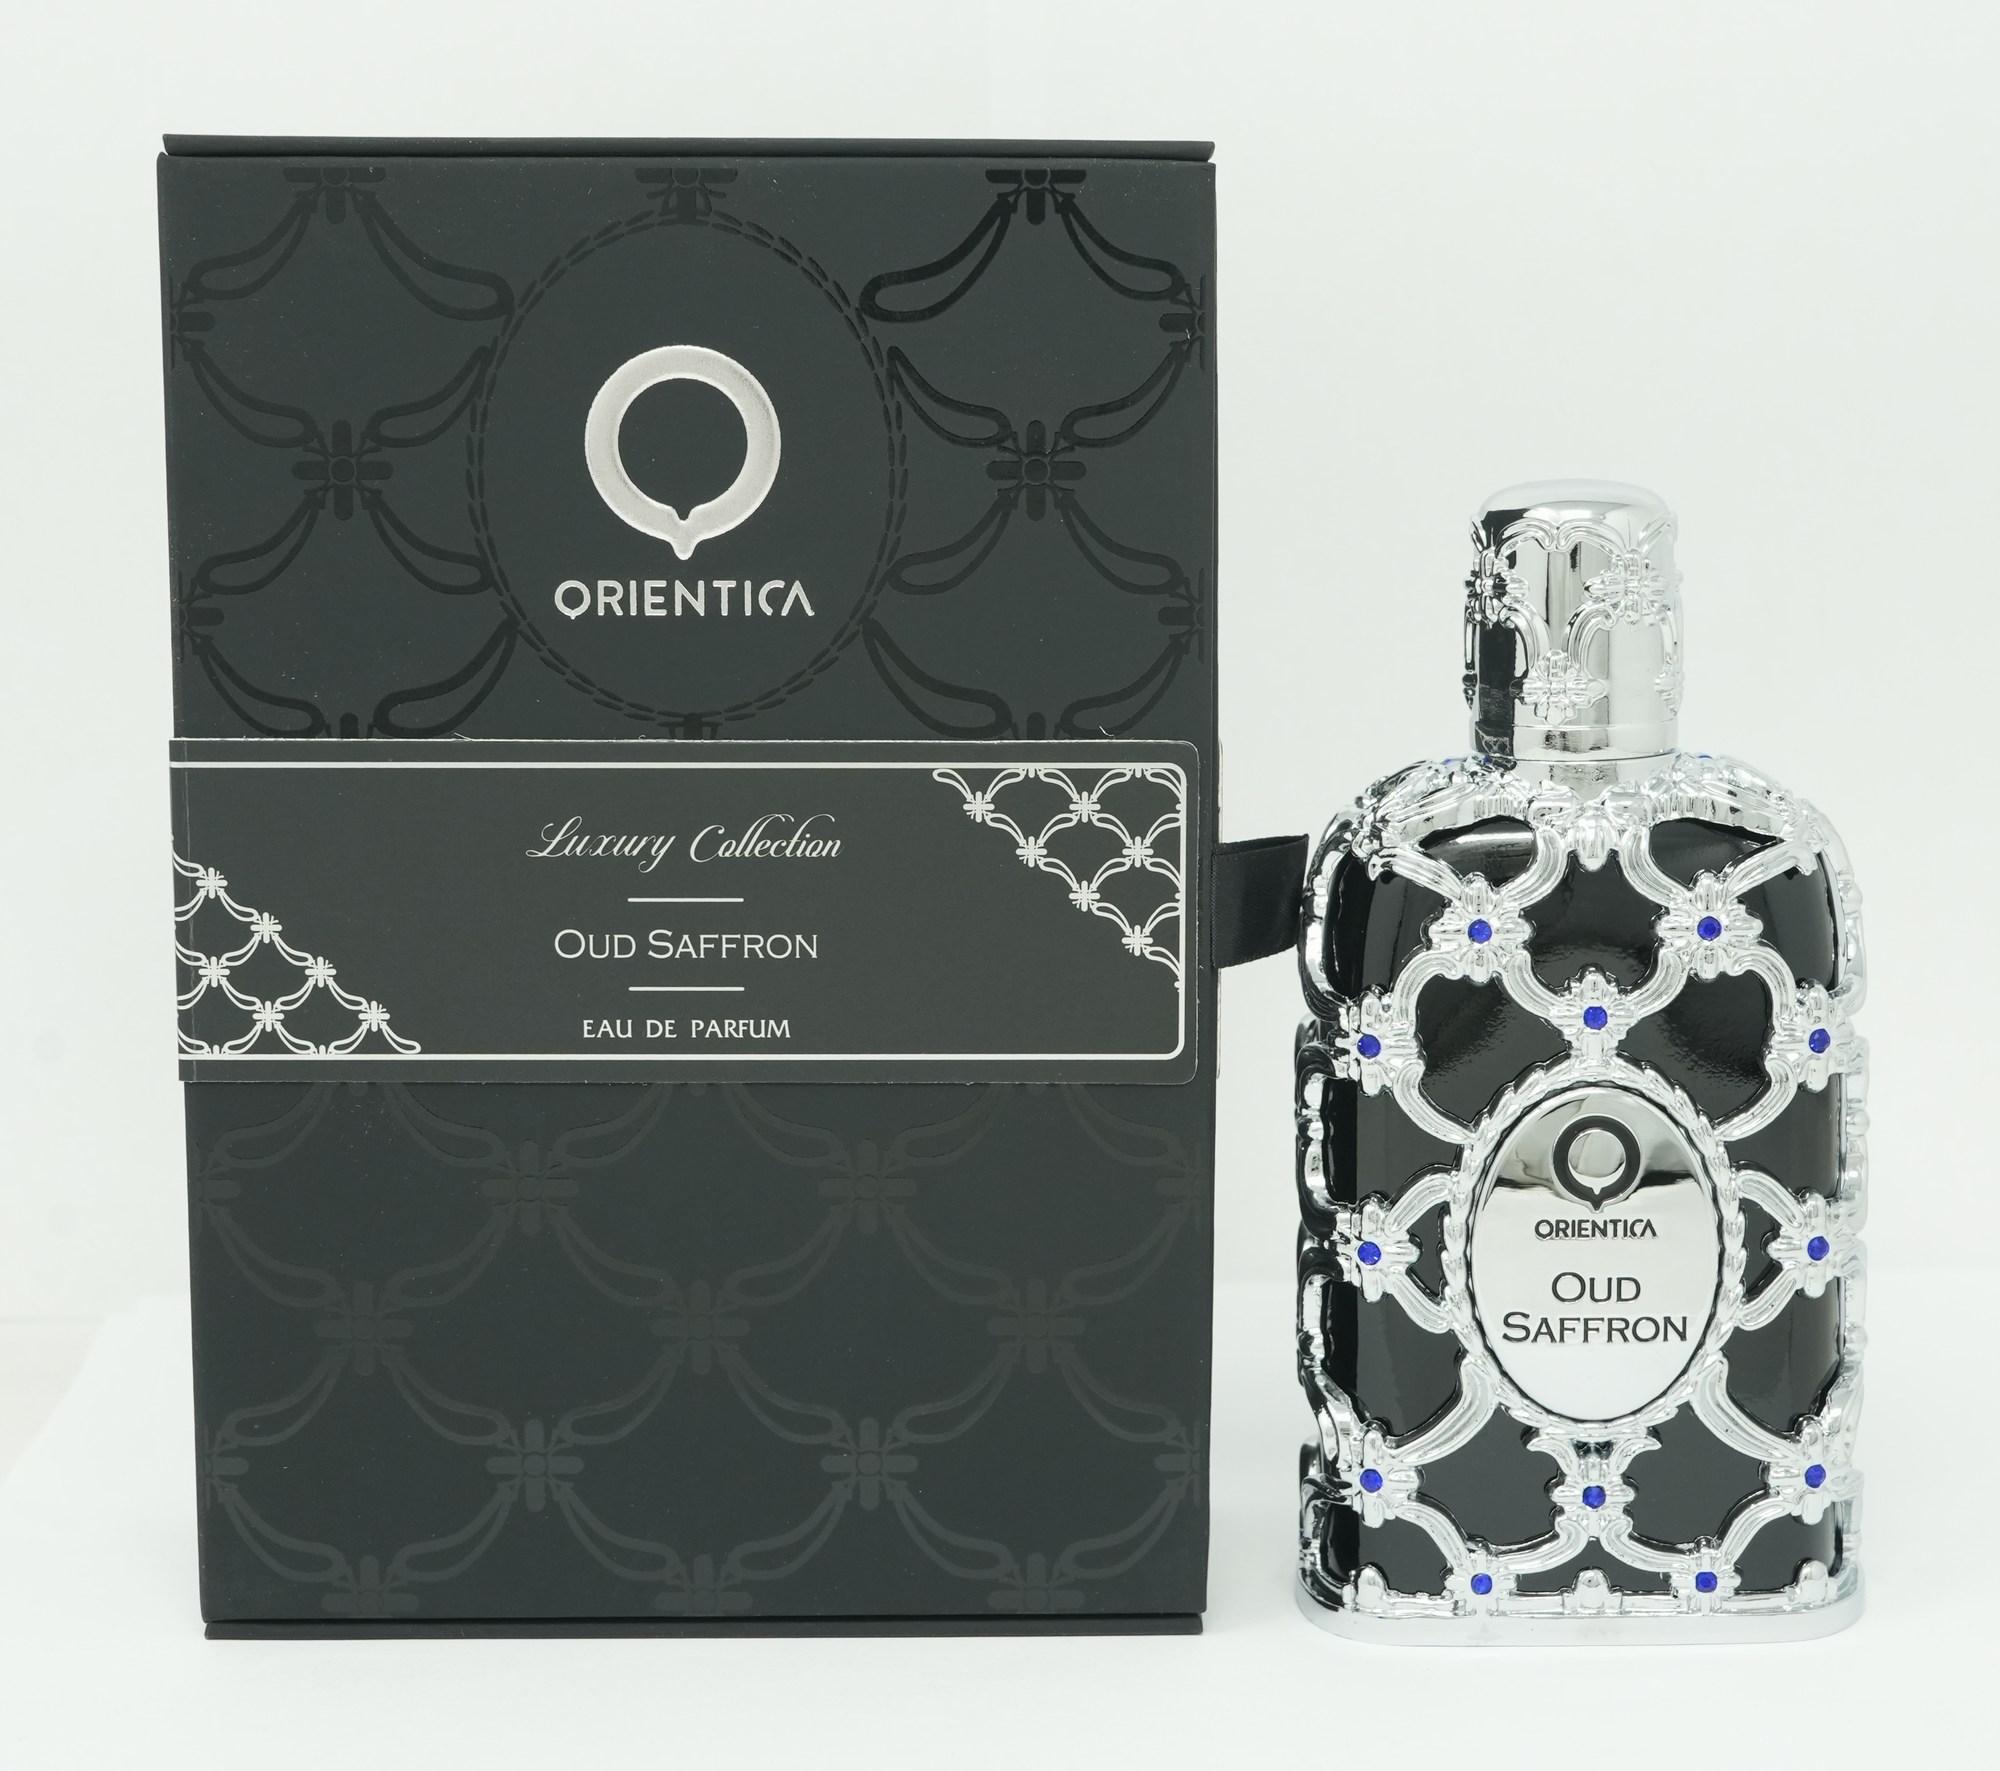 ORIENTICA
Luxury Collection
OUD SAFFRON
EAU DE PARFUM
ORIENTICA
OUD
SAFFRON